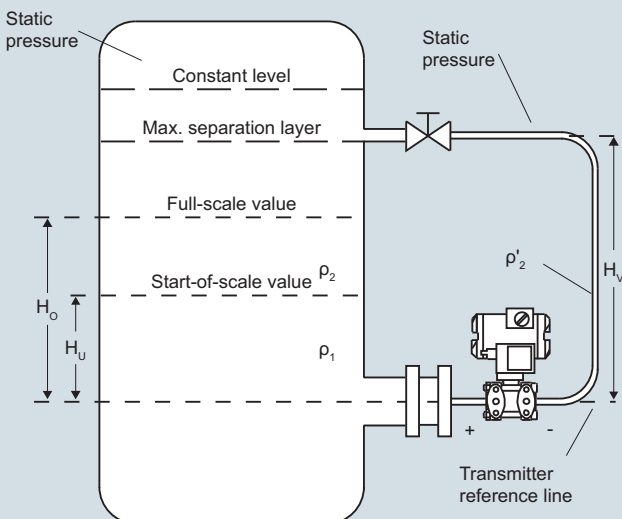 Static
pressure
Constant level
Static
pressure
Max. separation layer
Full-scale value
Start-of-scale value
ρ2
ρ'2
HV
HO
HU
ρ1
+ -
Transmitter
reference line